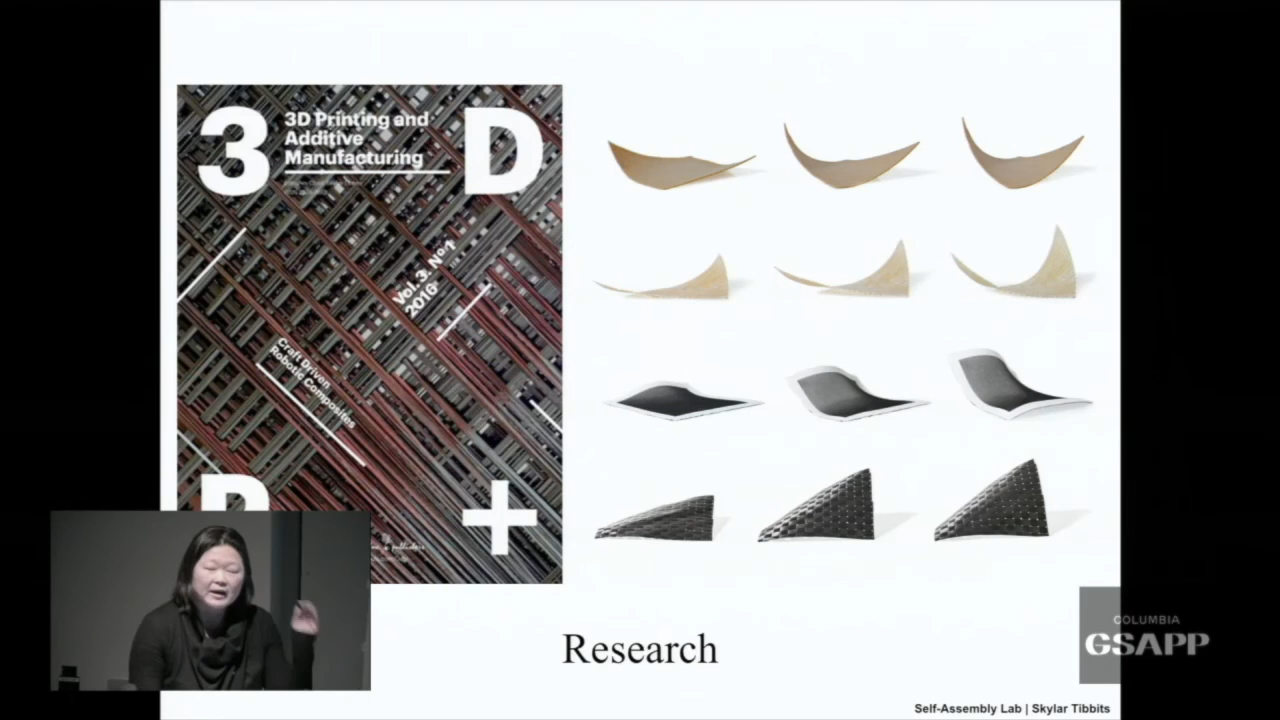 3
3D Printing and
Additive
Manufacturing
D
Vol. 3. Nº 1
2016
Craft Driven
Robotic Composites
+
Research
COLUMBIA
GSAPP
Self-Assembly Lab | Skylar Tibbits